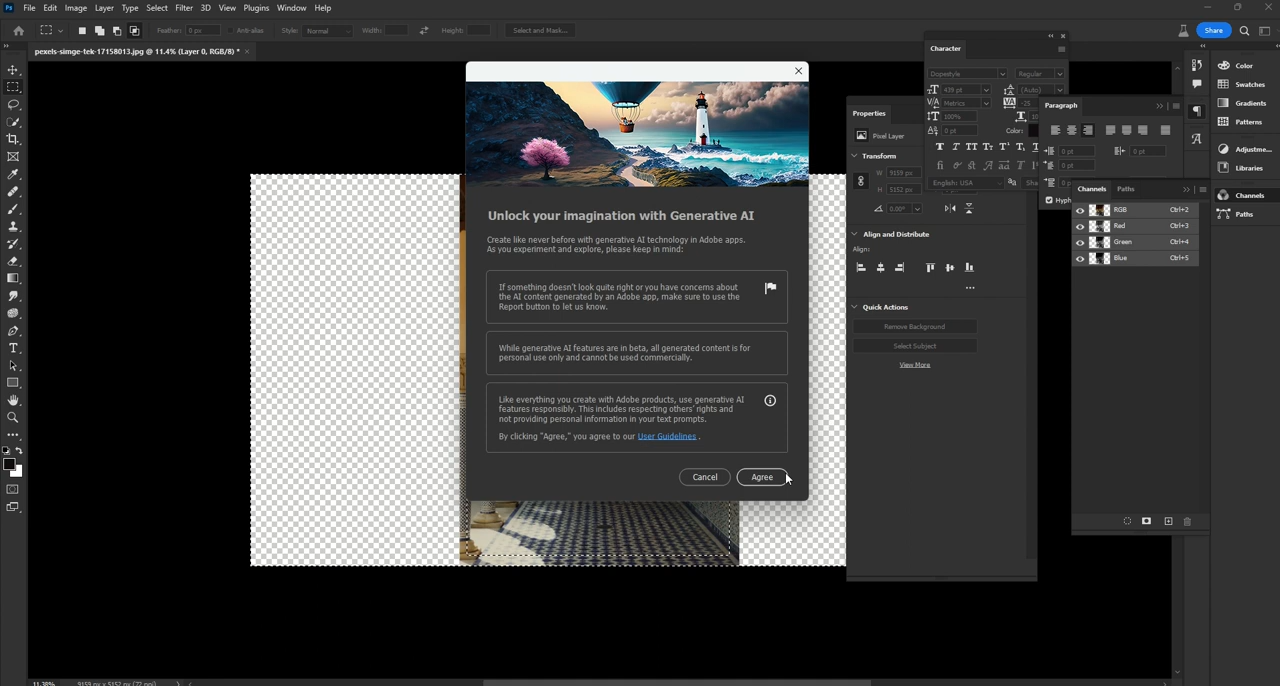 Ps File Edit Image Layer Type Select Filter 3D View Plugins Window Help
Feather: 0 px Anti-alias Style: Normal Width: Height: Select and Mask... Share
pexels-simge-tek-17158013.jpg @ 11.4% (Layer 0, RGB/8) * ×
Unlock your imagination with Generative AI
Create like never before with generative AI technology in Adobe apps.
As you experiment and explore, please keep in mind:
If something doesn't look quite right or you have concerns about
the AI content generated by an Adobe app, make sure to use the
Report button to let us know.
While generative AI features are in beta, all generated content is for
personal use only and cannot be used commercially.
Like everything you create with Adobe products, use generative AI
features responsibly. This includes respecting others' rights and
not providing personal information in your text prompts.
By clicking "Agree," you agree to our User Guidelines .
Cancel Agree
Character
Dopestyle Regular
439 pt (Auto)
Metrics -25
100%
0 pt Color:
English: USA
Properties
Pixel Layer
Transform
W 9159 px
H 5152 px
0.00°
Align and Distribute
Align:
Quick Actions
Remove Background
Select Subject
View More
Paragraph
0 pt 0 pt
0 pt
Channels Paths
RGB Ctrl+2
Red Ctrl+3
Green Ctrl+4
Blue Ctrl+5
Color
Swatches
Gradients
Patterns
Adjustme...
Libraries
Channels
Paths
11.38% 9159 px x 5152 px (72 ppi)